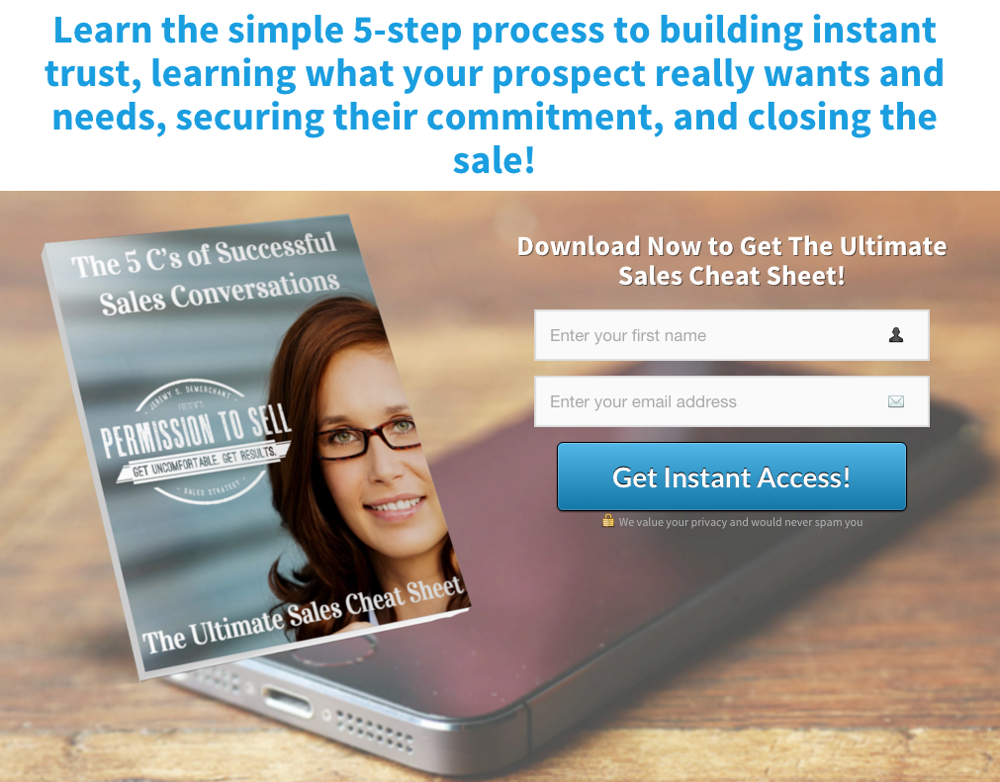 Learn the simple 5-step process to building instant
trust, learning what your prospect really wants and
needs, securing their commitment, and closing the
sale!
The 5 C's of Successful
Sales Conversations
JEREMY S. DEMERCHANT
PRESENTS
PERMISSION TO SELL
GET UNCOMFORTABLE. GET RESULTS.
SALES STRATEGY
The Ultimate Sales Cheat Sheet
Download Now to Get The Ultimate
Sales Cheat Sheet!
Enter your first name
Enter your email address
Get Instant Access!
We value your privacy and would never spam you